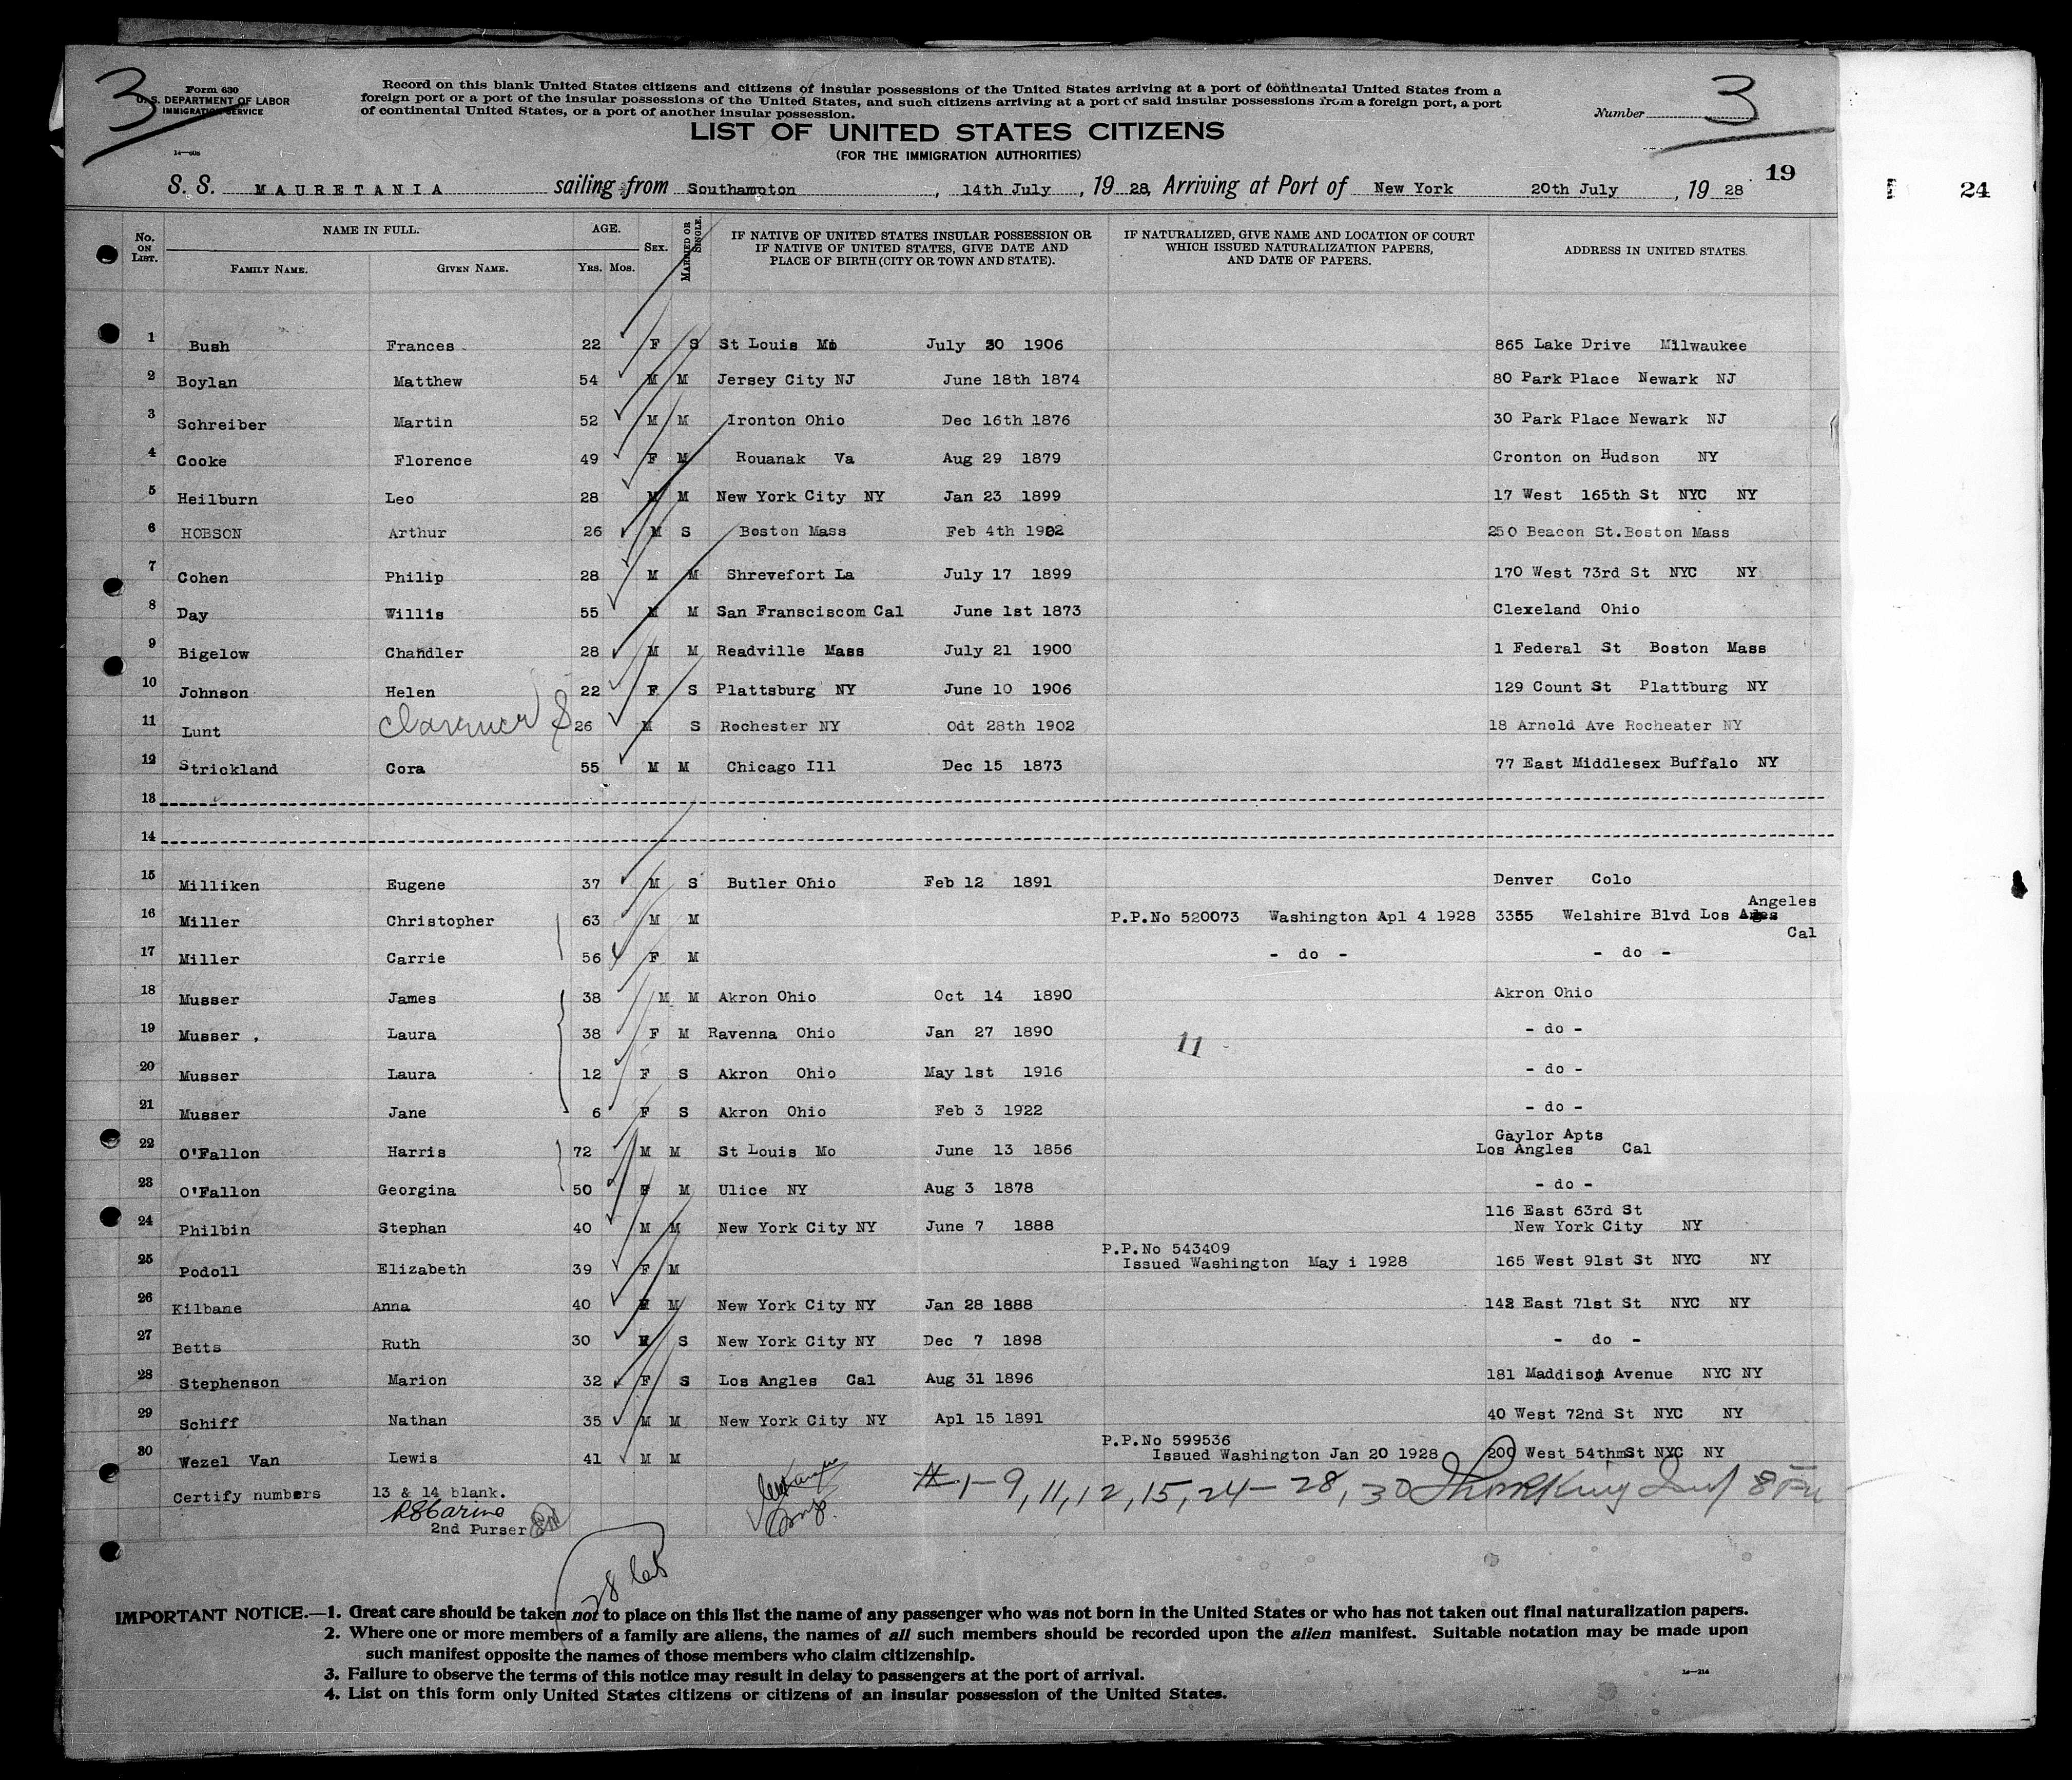 3
Form 630
U. S. DEPARTMENT OF LABOR
IMMIGRATION SERVICE
Record on this blank United States citizens and citizens of insular possessions of the United States arriving at a port of continental United States from a
foreign port or a port of the insular possessions of the United States, and such citizens arriving at a port of said insular possessions from a foreign port, a port
of continental United States, or a port of another insular possession.
Number 3
LIST OF UNITED STATES CITIZENS
(FOR THE IMMIGRATION AUTHORITIES)
19
24
S. S. MAURETANIA sailing from Southampton, 14th July, 19 28, Arriving at Port of New York 20th July, 19 28
No. ON LIST. NAME IN FULL. AGE. SEX. MARRIED OR SINGLE. IF NATIVE OF UNITED STATES INSULAR POSSESSION OR IF NATIVE OF UNITED STATES, GIVE DATE AND PLACE OF BIRTH (CITY OR TOWN AND STATE). IF NATURALIZED, GIVE NAME AND LOCATION OF COURT WHICH ISSUED NATURALIZATION PAPERS, AND DATE OF PAPERS. ADDRESS IN UNITED STATES.
FAMILY NAME. GIVEN NAME. YRS. MOS.
1 Bush Frances 22 F S St Louis Mo July 30 1906 865 Lake Drive Milwaukee
2 Boylan Matthew 54 M M Jersey City NJ June 18th 1874 80 Park Place Newark NJ
3 Schreiber Martin 52 M M Ironton Ohio Dec 16th 1876 30 Park Place Newark NJ
4 Cooke Florence 49 F M Rouanak Va Aug 29 1879 Cronton on Hudson NY
5 Heilburn Leo 28 M M New York City NY Jan 23 1899 17 West 165th St NYC NY
6 HOBSON Arthur 26 M S Boston Mass Feb 4th 1902 250 Beacon St.Boston Mass
7 Cohen Philip 28 M M Shrevefort La July 17 1899 170 West 73rd St NYC NY
8 Day Willis 55 M M San Fransciscom Cal June 1st 1873 Clexeland Ohio
9 Bigelow Chandler 28 M M Readville Mass July 21 1900 1 Federal St Boston Mass
10 Johnson Helen 22 F S Plattsburg NY June 10 1906 129 Count St Plattburg NY
11 Lunt 26 M S Rochester NY Odt 28th 1902 18 Arnold Ave Rocheater NY
12 Strickland Cora 55 M M Chicago Ill Dec 15 1873 77 East Middlesex Buffalo NY
13
14
15 Milliken Eugene 37 M S Butler Ohio Feb 12 1891 Denver Colo
16 Miller Christopher 63 M M P.P.No 520073 Washington Apl 4 1928 3355 Welshire Blvd Los Angeles
Cal
17 Miller Carrie 56 F M - do - - do -
18 Musser James 38 M M Akron Ohio Oct 14 1890 Akron Ohio
19 Musser , Laura 38 F M Ravenna Ohio Jan 27 1890 - do -
11
20 Musser Laura 12 F S Akron Ohio May 1st 1916 - do -
21 Musser Jane 6 F S Akron Ohio Feb 3 1922 - do -
Gaylor Apts
22 O'Fallon Harris 72 M M St Louis Mo June 13 1856 Los Angles Cal
23 O'Fallon Georgina 50 F M Ulice NY Aug 3 1878 - do -
116 East 63rd St
24 Philbin Stephan 40 M M New York City NY June 7 1888 New York City NY
P.P.No 543409
25 Podoll Elizabeth 39 F M Issued Washington May i 1928 165 West 91st St NYC NY
26 Kilbane Anna 40 M New York City NY Jan 28 1888 142 East 71st St NYC NY
27 Betts Ruth 30 S New York City NY Dec 7 1898 - do -
28 Stephenson Marion 32 F S Los Angles Cal Aug 31 1896 181 Maddison Avenue NYC NY
29 Schiff Nathan 35 M M New York City NY Apl 15 1891 40 West 72nd St NYC NY
P.P.No 599536
30 Wezel Van Lewis 41 M M Issued Washington Jan 20 1928 200 West 54thmSt NYC NY
Certify numbers 13 & 14 blank.
#1-9, 11, 12, 15, 24-28, 30
2nd Purser
28
IMPORTANT NOTICE.—1. Great care should be taken not to place on this list the name of any passenger who was not born in the United States or who has not taken out final naturalization papers.
2. Where one or more members of a family are aliens, the names of all such members should be recorded upon the alien manifest. Suitable notation may be made upon
such manifest opposite the names of those members who claim citizenship.
3. Failure to observe the terms of this notice may result in delay to passengers at the port of arrival.
4. List on this form only United States citizens or citizens of an insular possession of the United States.
14—214